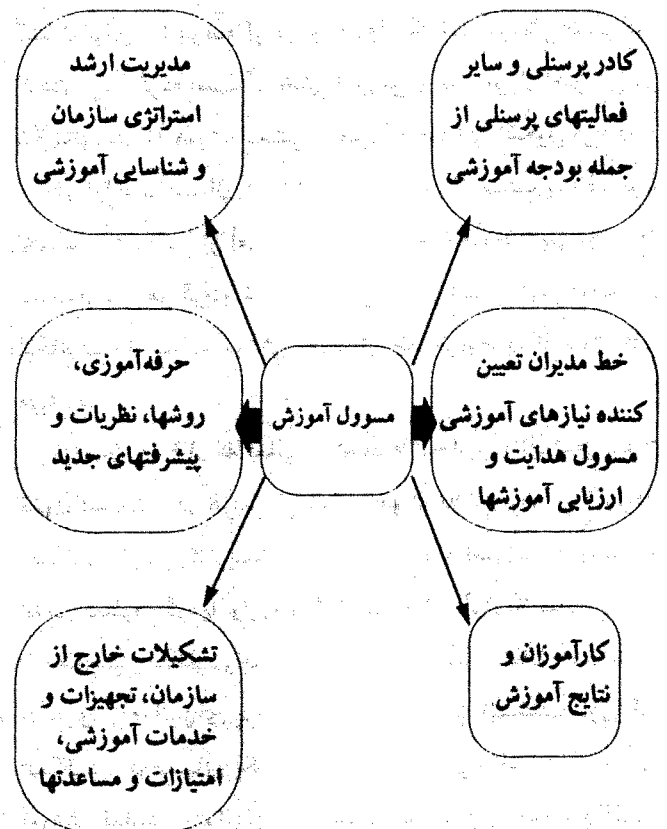 کادر پرسنلی و سایر
فعالیتهای پرسنلی از
جمله بودجه آموزشی
مدیریت ارشد
استراتژی سازمان
و شناسایی آموزشی
خط مدیران تعیین
کننده نیازهای آموزشی
مسوول هدایت و
ارزیابی آموزشها
مسوول آموزش
حرفه‌آموزی،
روشها، نظریات و
پیشرفتهای جدید
کارآموزان و
نتایج آموزش
تشکیلات خارج از
سازمان، تجهیزات و
خدمات آموزشی،
امتیازات و مساعدتها